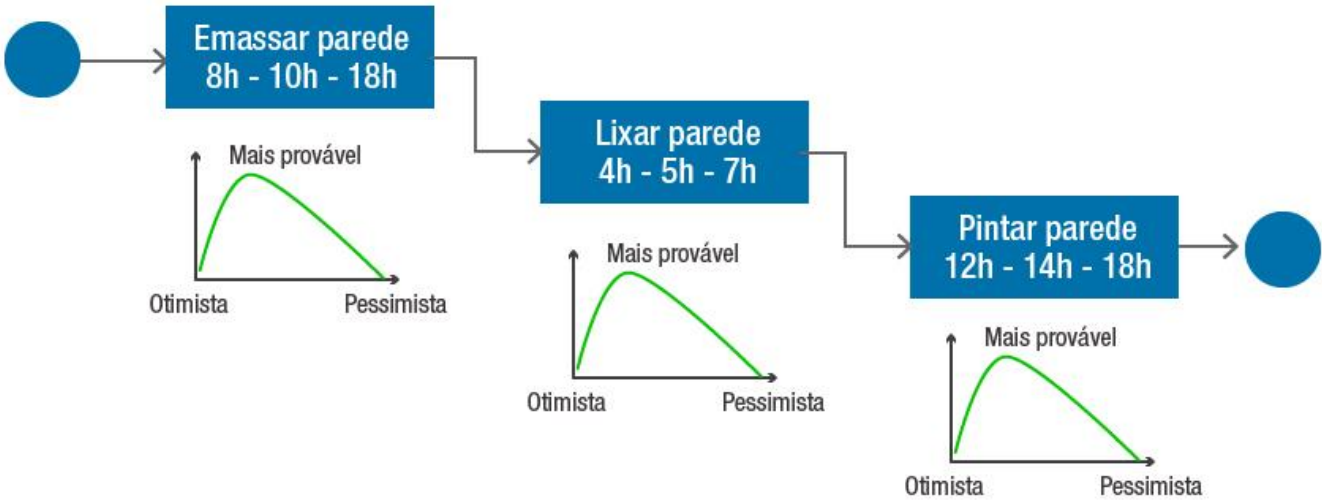 Emassar parede
8h - 10h - 18h
Mais provável
Otimista
Pessimista
Lixar parede
4h - 5h - 7h
Mais provável
Otimista
Pessimista
Pintar parede
12h - 14h - 18h
Mais provável
Otimista
Pessimista